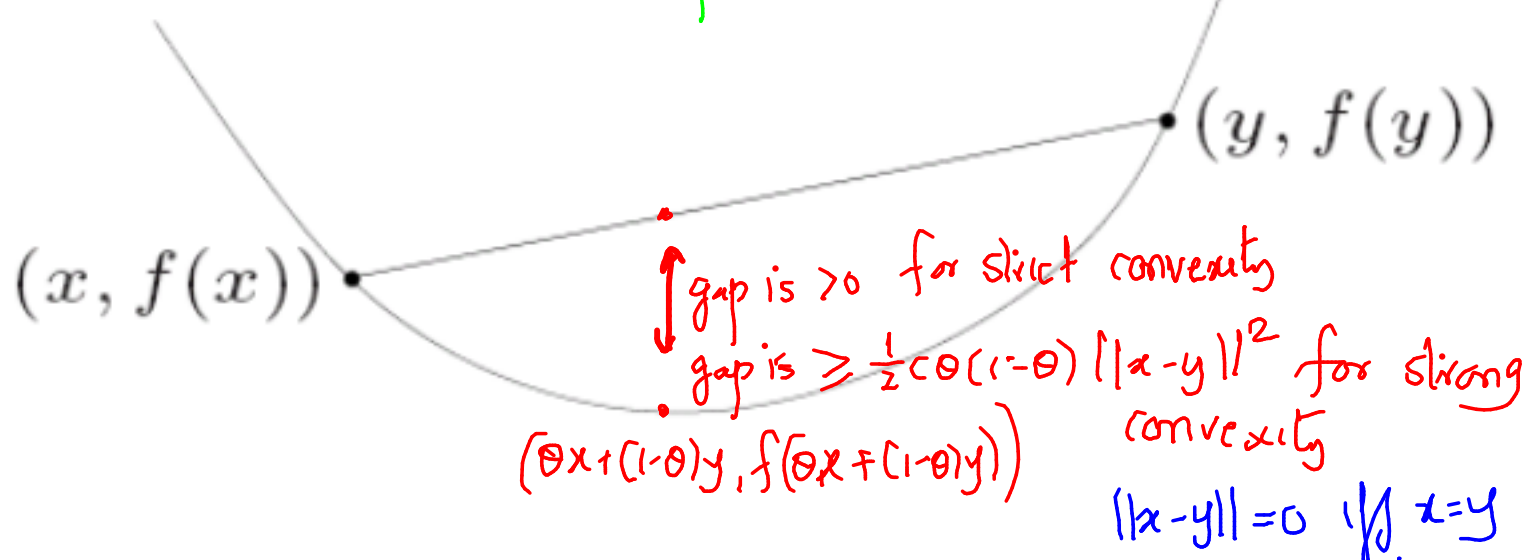 (y, f(y))
(x, f(x))
gap is >0 for strict convexity
gap is ≥ 1/2 c θ(1-θ) ||x-y||² for strong
convexity
(θx+(1-θ)y, f(θx+(1-θ)y))
||x-y|| = 0 iff x=y